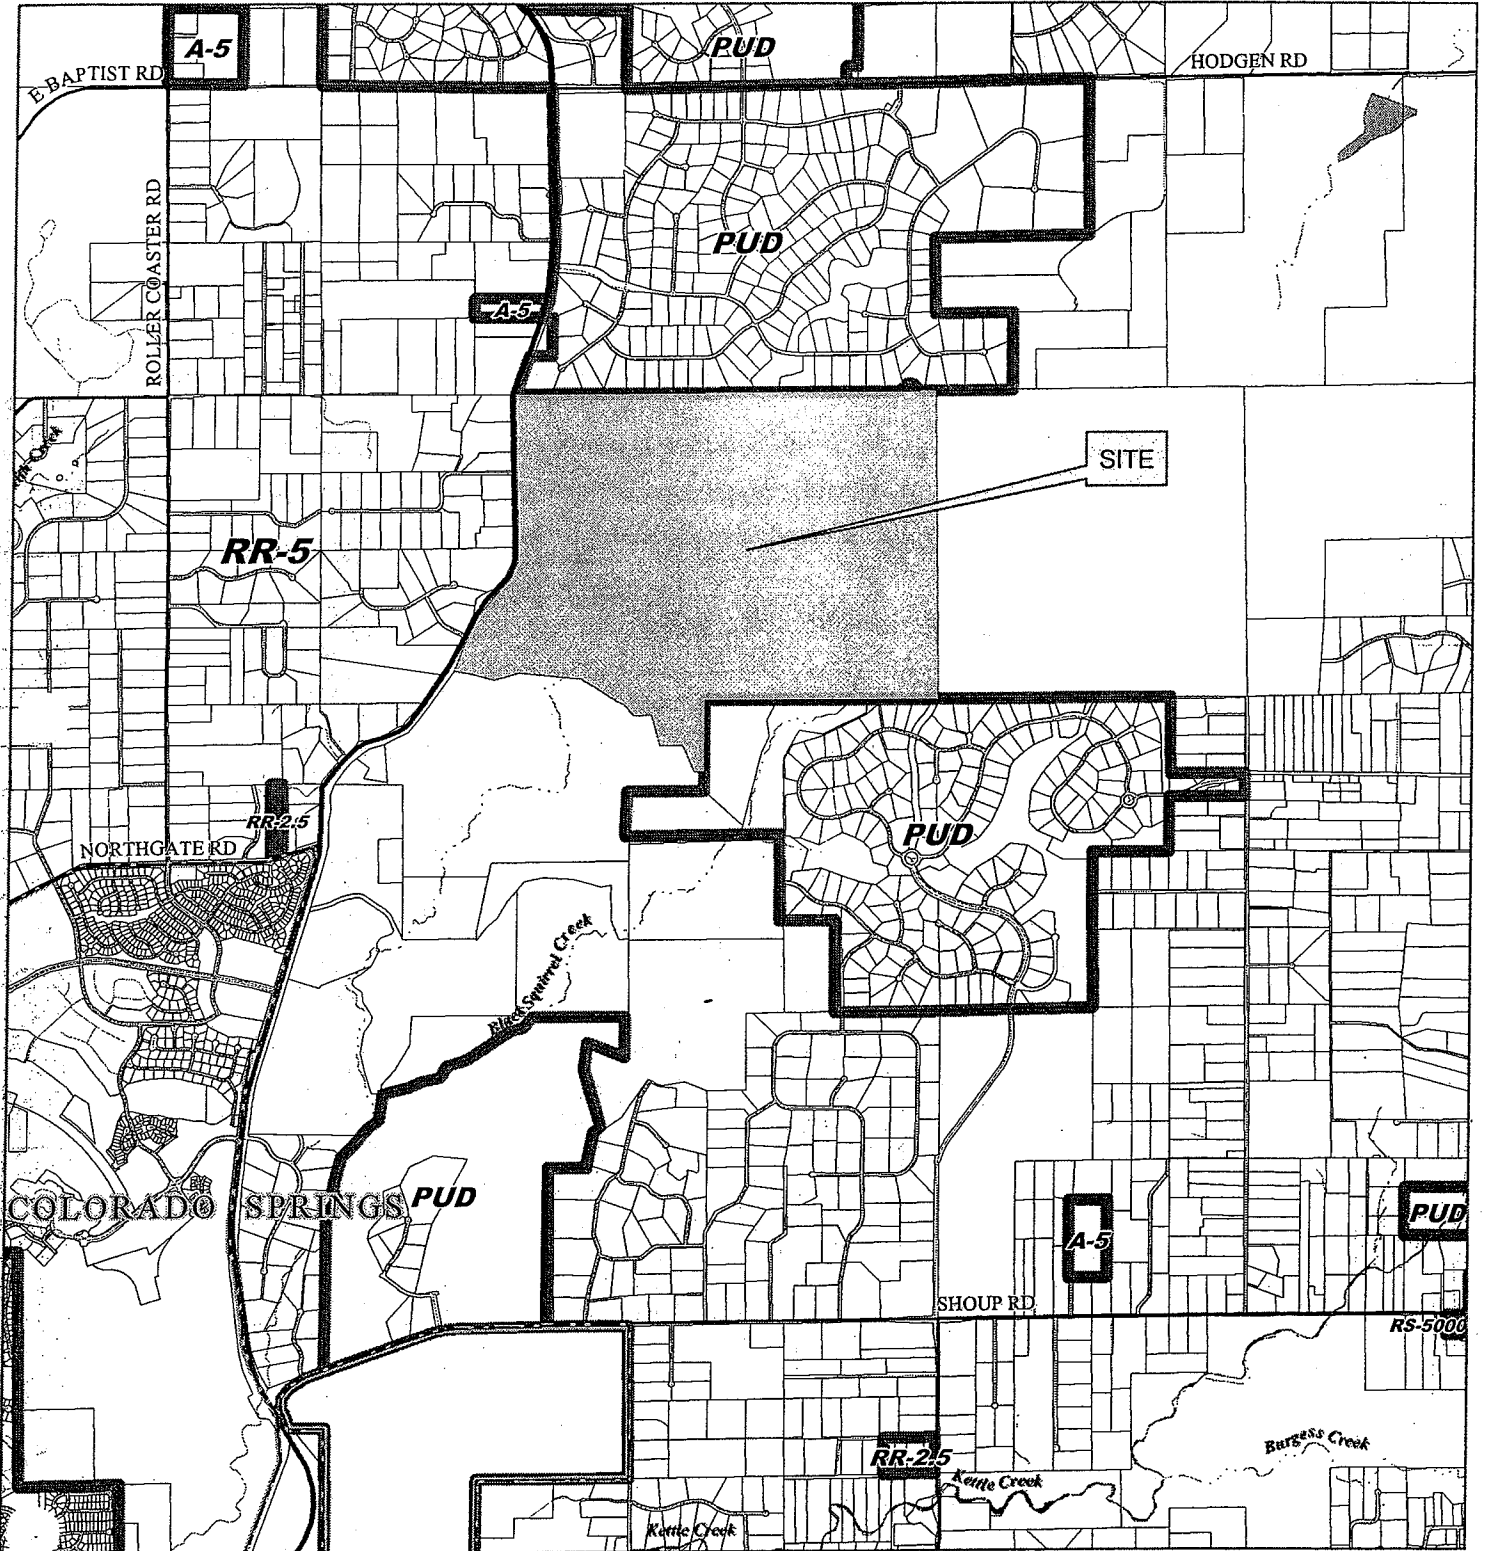 A-5
PUD
HODGEN RD
E BAPTIST RD
ROLLER COASTER RD
PUD
A-5
SITE
RR-5
RR-2.5
NORTHGATE RD
PUD
Black Squirrel Creek
COLORADO SPRINGS
PUD
PUD
A-5
SHOUP RD
RS-5000
RR-2.5
Burgess Creek
Kettle Creek
Kettle Creek